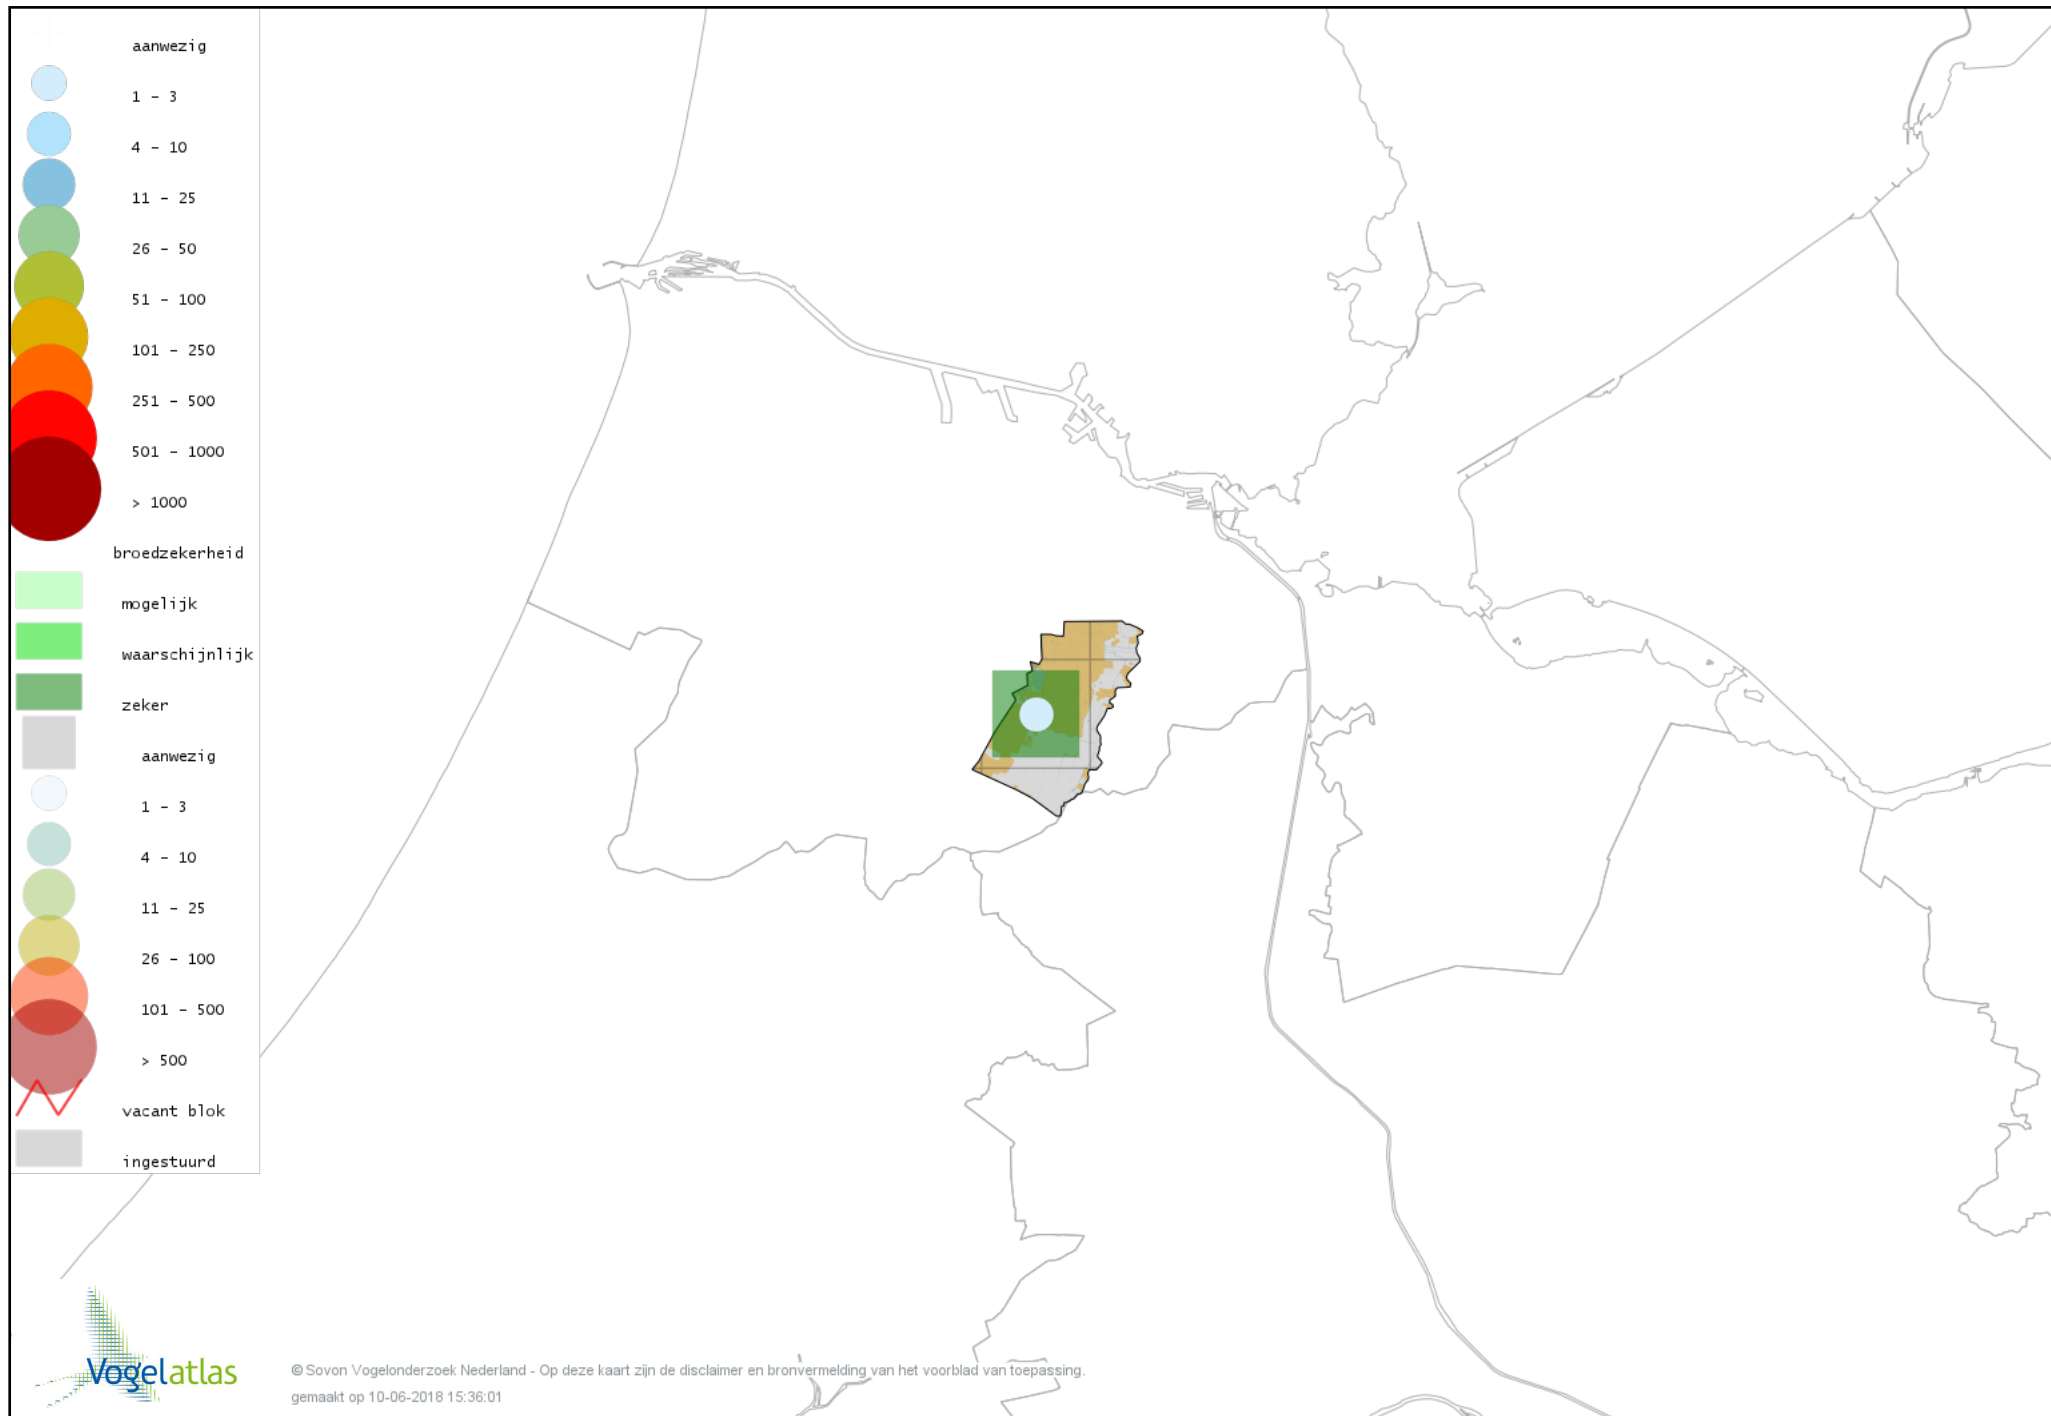 aanwezig
1 - 3
4 - 10
11 - 25
26 - 50
51 - 100
101 - 250
251 - 500
501 - 1000
> 1000
broedzekerheid
mogelijk
waarschijnlijk
zeker
aanwezig
1 - 3
4 - 10
11 - 25
26 - 100
101 - 500
> 500
vacant blok
ingestuurd
Vogelatlas
© Sovon Vogelonderzoek Nederland - Op deze kaart zijn de disclaimer en bronvermelding van het voorblad van toepassing.
gemaakt op 10-06-2018 15:36:01